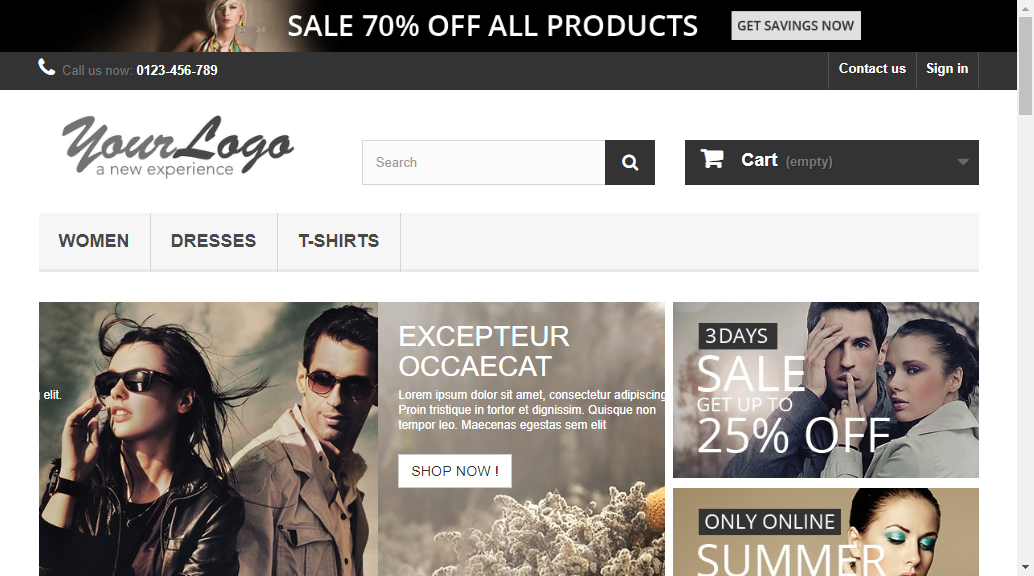 SALE 70% OFF ALL PRODUCTS
GET SAVINGS NOW
Call us now: 0123-456-789
Contact us
Sign in
YourLogo
a new experience
Search
Cart (empty)
WOMEN
DRESSES
T-SHIRTS
elit.
EXCEPTEUR
OCCAECAT
Lorem ipsum dolor sit amet, consectetur adipiscing
Proin tristique in tortor et dignissim. Quisque non
tempor leo. Maecenas egestas sem elit
SHOP NOW !
3 DAYS
SALE
GET UP TO
25% OFF
ONLY ONLINE
SUMMER